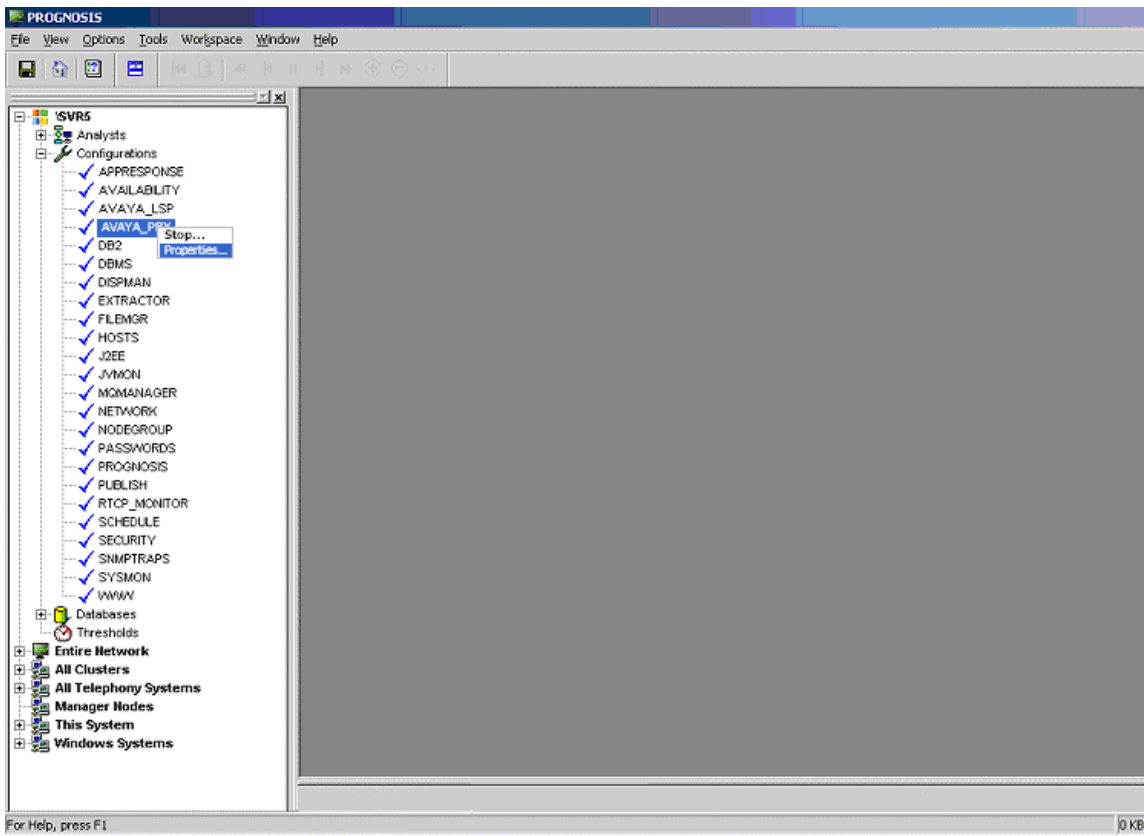 PROGNOSIS
File View Options Tools Workspace Window Help
\SVR5
Analysts
Configurations
APPRESPONSE
AVAILABILITY
AVAYA_LSP
AVAYA_PBX
Stop...
Properties...
DB2
DBMS
DISPMAN
EXTRACTOR
FILEMGR
HOSTS
J2EE
JVMON
MQMANAGER
NETWORK
NODEGROUP
PASSWORDS
PROGNOSIS
PUBLISH
RTCP_MONITOR
SCHEDULE
SECURITY
SNMPTRAPS
SYSMON
WWW
Databases
Thresholds
Entire Network
All Clusters
All Telephony Systems
Manager Nodes
This System
Windows Systems
For Help, press F1
0 KB